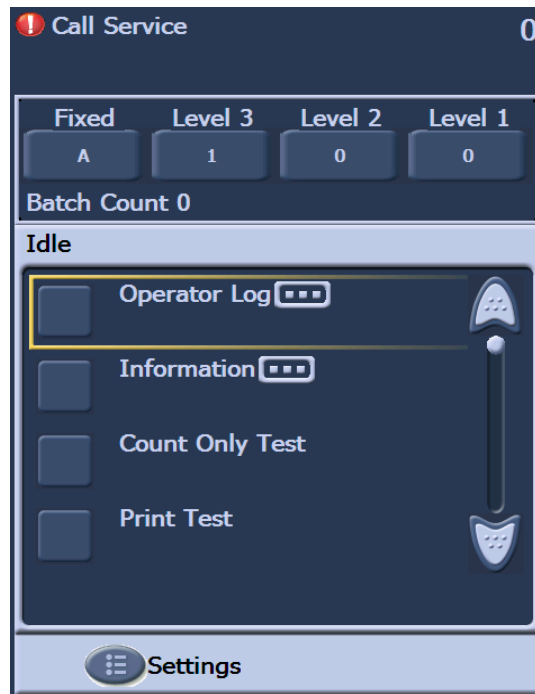 Call Service 0
Fixed Level 3 Level 2 Level 1
A 1 0 0
Batch Count 0
Idle
Operator Log
Information
Count Only Test
Print Test
Settings